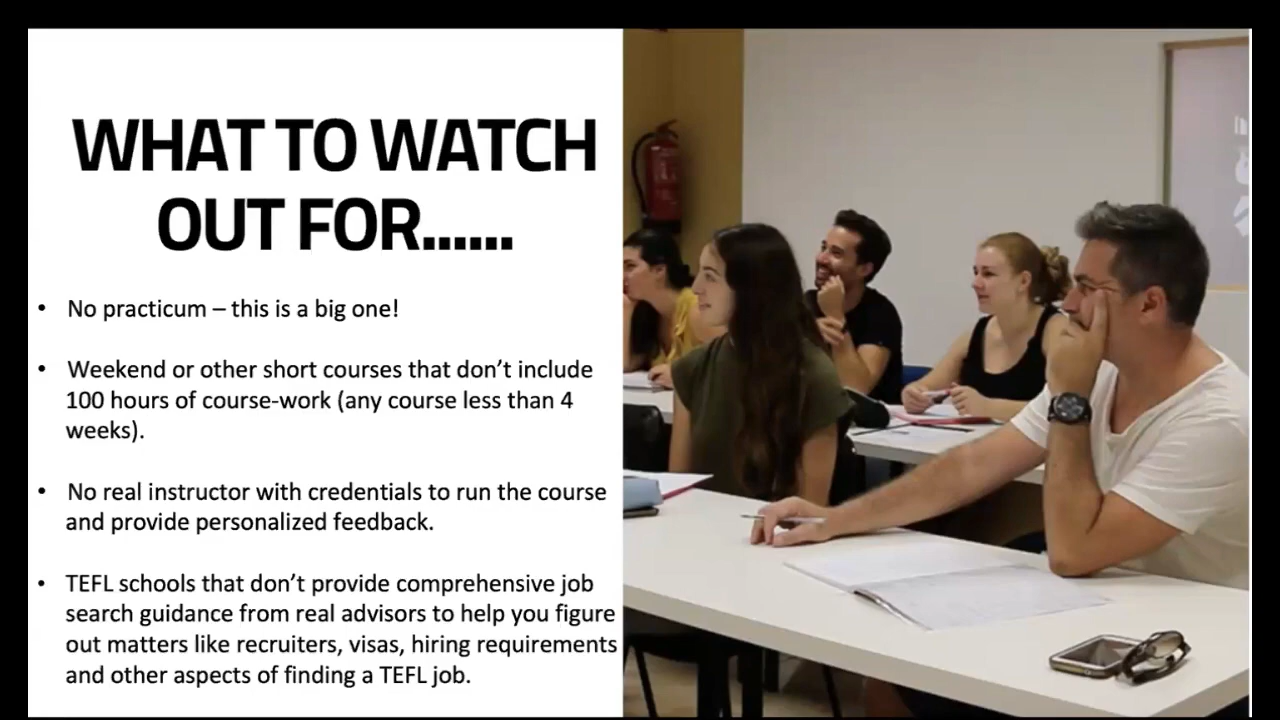 WHAT TO WATCH
OUT FOR......
• No practicum – this is a big one!
• Weekend or other short courses that don’t include
100 hours of course-work (any course less than 4
weeks).
• No real instructor with credentials to run the course
and provide personalized feedback.
• TEFL schools that don’t provide comprehensive job
search guidance from real advisors to help you figure
out matters like recruiters, visas, hiring requirements
and other aspects of finding a TEFL job.